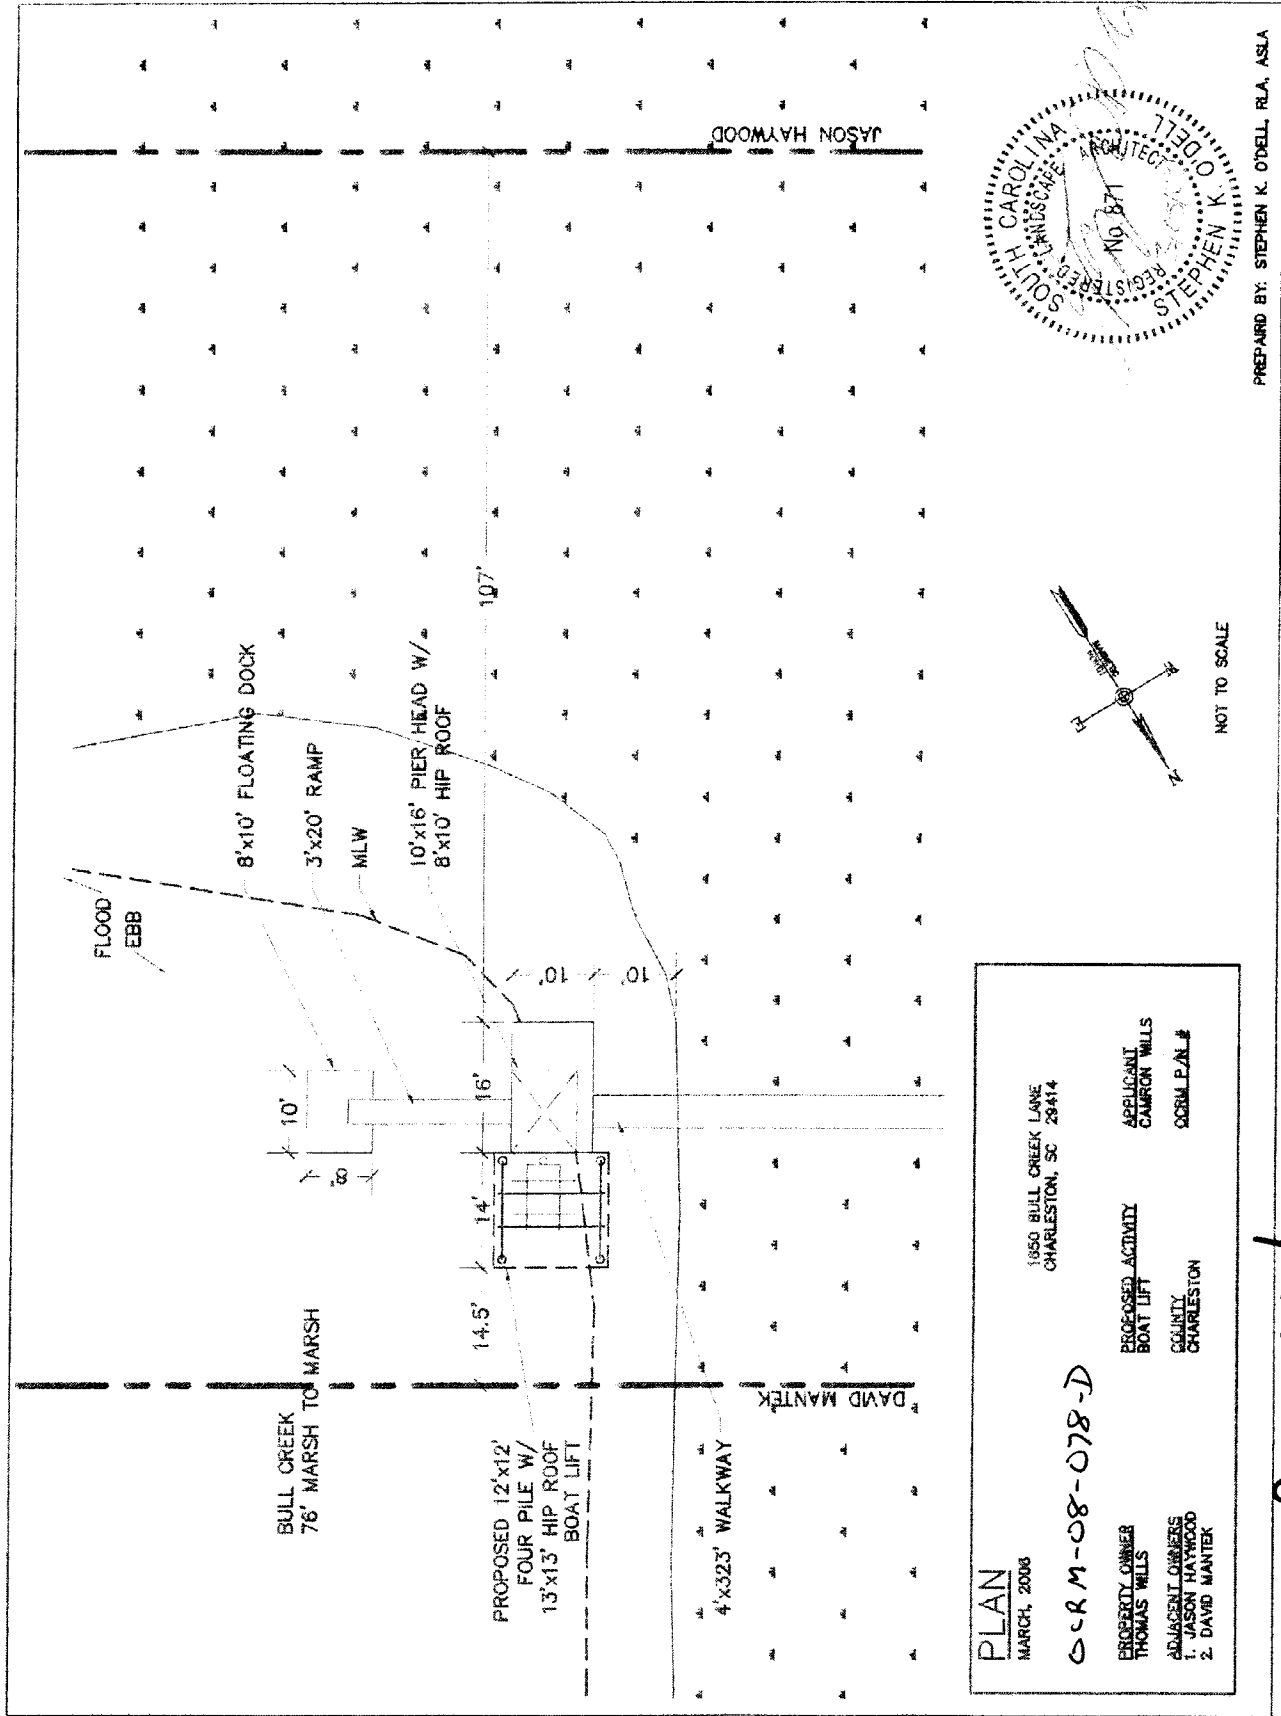 BULL CREEK
76' MARSH TO MARSH
FLOOD
EBB
8'x10' FLOATING DOCK
3'x20' RAMP
MLW
10'x16' PIER HEAD W/
8'x10' HIP ROOF
10'
8'
14.5'
14'
16'
107'
10'
10'
PROPOSED 12'x12'
FOUR PILE W/
13'x13' HIP ROOF
BOAT LIFT
4'x323' WALKWAY
DAVID MANTEK
JASON HAYWOOD
PLAN
MARCH, 2008
OCRM-08-078-D
1650 BULL CREEK LANE
CHARLESTON, SC 29414
PROPERTY OWNER
THOMAS WILLS
PROPOSED ACTIVITY
BOAT LIFT
APPLICANT
CAMRON WILLS
ADJACENT OWNERS
1. JASON HAYWOOD
2. DAVID MANTEK
COUNTY
CHARLESTON
OCRM P/N #
N
E
NOT TO SCALE
SOUTH CAROLINA
STEPHEN K. O'DELL
REGISTERED LANDSCAPE ARCHITECT
No. 871
PREPAIRD BY: STEPHEN K. O'DELL, RLA, ASLA